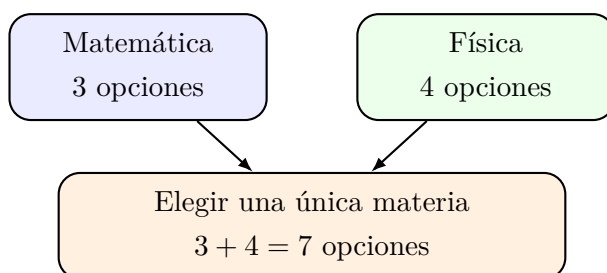 Matemática
3 opciones
Física
4 opciones
Elegir una única materia
3 + 4 = 7 opciones